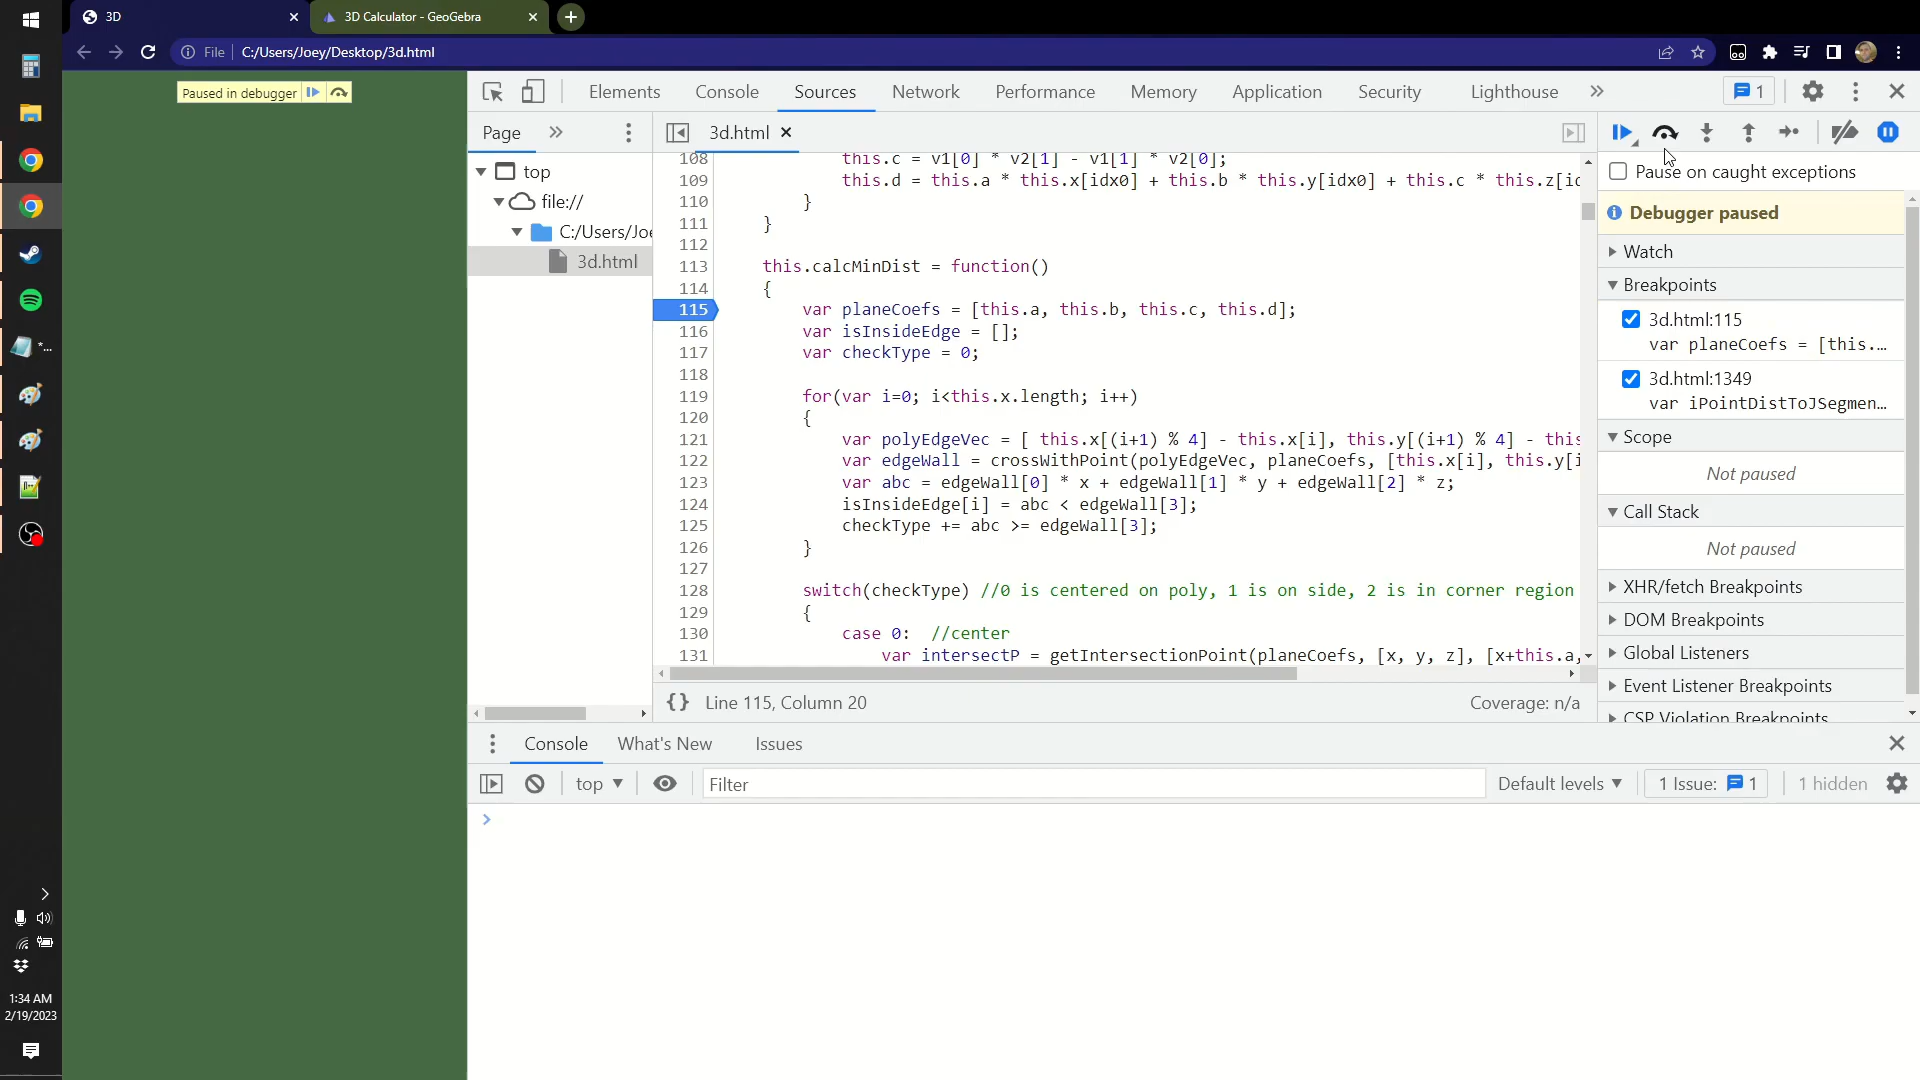 3D
3D Calculator - GeoGebra
File
C:/Users/Joey/Desktop/3d.html
Paused in debugger
Elements
Console
Sources
Network
Performance
Memory
Application
Security
Lighthouse
1
Page
3d.html
top
file://
C:/Users/Joe
3d.html
108 this.c = v1[0] * v2[1] - v1[1] * v2[0];
109 this.d = this.a * this.x[idx0] + this.b * this.y[idx0] + this.c * this.z[id
110 }
111 }
112
113 this.calcMinDist = function()
114 {
115 var planeCoefs = [this.a, this.b, this.c, this.d];
116 var isInsideEdge = [];
117 var checkType = 0;
118
119 for(var i=0; i<this.x.length; i++)
120 {
121 var polyEdgeVec = [ this.x[(i+1) % 4] - this.x[i], this.y[(i+1) % 4] - this
122 var edgeWall = crossWithPoint(polyEdgeVec, planeCoefs, [this.x[i], this.y[i
123 var abc = edgeWall[0] * x + edgeWall[1] * y + edgeWall[2] * z;
124 isInsideEdge[i] = abc < edgeWall[3];
125 checkType += abc >= edgeWall[3];
126 }
127
128 switch(checkType) //0 is centered on poly, 1 is on side, 2 is in corner region
129 {
130 case 0: //center
131 var intersectP = getIntersectionPoint(planeCoefs, [x, y, z], [x+this.a,
{} Line 115, Column 20
Coverage: n/a
Pause on caught exceptions
Debugger paused
Watch
Breakpoints
3d.html:115
var planeCoefs = [this.…
3d.html:1349
var iPointDistToJSegmen…
Scope
Not paused
Call Stack
Not paused
XHR/fetch Breakpoints
DOM Breakpoints
Global Listeners
Event Listener Breakpoints
CSP Violation Breakpoints
Console
What's New
Issues
top
Filter
Default levels
1 Issue:
1
1 hidden
*...
1:34 AM
2/19/2023